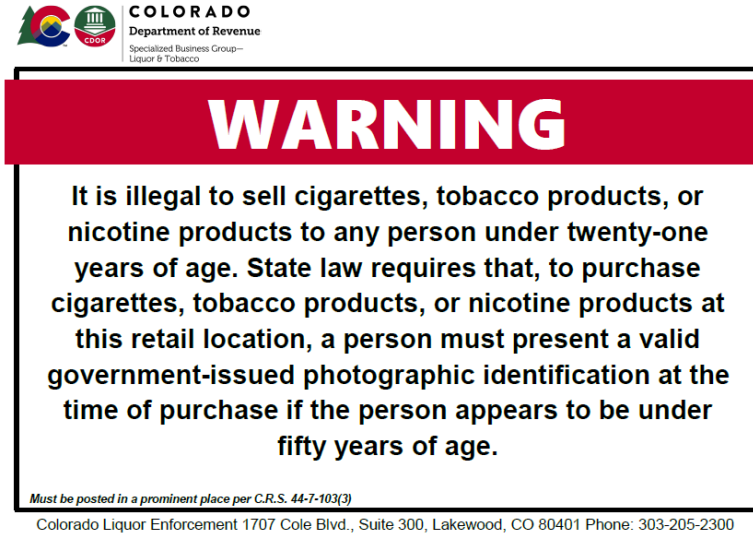 COLORADO
Department of Revenue
Specialized Business Group—
Liquor & Tobacco
CDOR
WARNING
It is illegal to sell cigarettes, tobacco products, or
nicotine products to any person under twenty-one
years of age. State law requires that, to purchase
cigarettes, tobacco products, or nicotine products at
this retail location, a person must present a valid
government-issued photographic identification at the
time of purchase if the person appears to be under
fifty years of age.
Must be posted in a prominent place per C.R.S. 44-7-103(3)
Colorado Liquor Enforcement 1707 Cole Blvd., Suite 300, Lakewood, CO 80401 Phone: 303-205-2300